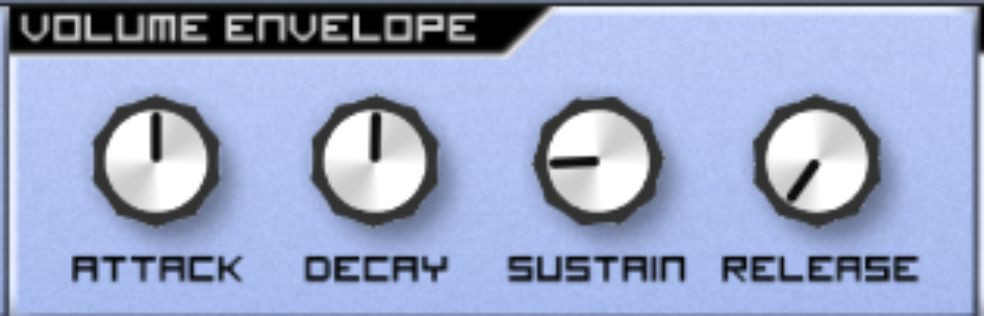 VOLUME ENVELOPE
ATTACK DECAY SUSTAIN RELEASE